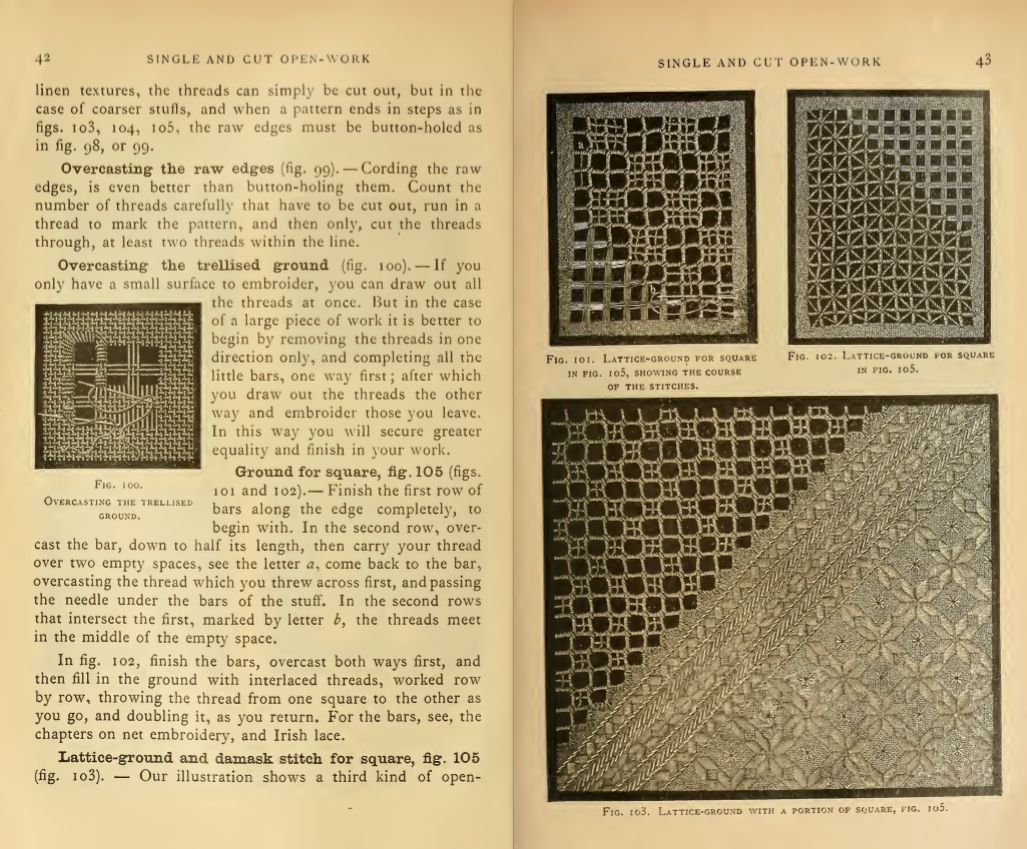 42
SINGLE AND CUT OPEN-WORK
linen textures, the threads can simply be cut out, but in the
case of coarser stuffs, and when a pattern ends in steps as in
figs. 103, 104, 105, the raw edges must be button-holed as
in fig. 98, or 99.
Overcasting the raw edges (fig. 99). — Cording the raw
edges, is even better than button-holing them. Count the
number of threads carefully that have to be cut out, run in a
thread to mark the pattern, and then only, cut the threads
through, at least two threads within the line.
Overcasting the trellised ground (fig. 100). — If you
only have a small surface to embroider, you can draw out all
the threads at once. But in the case
of a large piece of work it is better to
begin by removing the threads in one
direction only, and completing all the
little bars, one way first; after which
you draw out the threads the other
way and embroider those you leave.
In this way you will secure greater
equality and finish in your work.
Fig. 100.
Overcasting the trellised
ground.
Ground for square, fig. 105 (figs.
101 and 102).— Finish the first row of
bars along the edge completely, to
begin with. In the second row, over-
cast the bar, down to half its length, then carry your thread
over two empty spaces, see the letter a, come back to the bar,
overcasting the thread which you threw across first, and passing
the needle under the bars of the stuff. In the second rows
that intersect the first, marked by letter b, the threads meet
in the middle of the empty space.
In fig. 102, finish the bars, overcast both ways first, and
then fill in the ground with interlaced threads, worked row
by row, throwing the thread from one square to the other as
you go, and doubling it, as you return. For the bars, see, the
chapters on net embroidery, and Irish lace.
Lattice-ground and damask stitch for square, fig. 105
(fig. 103). — Our illustration shows a third kind of open-
SINGLE AND CUT OPEN-WORK
43
a
b
Fig. 101. Lattice-ground for square
in fig. 105, showing the course
of the stitches.
Fig. 102. Lattice-ground for square
in fig. 105.
Fig. 103. Lattice-ground with a portion of square, fig. 105.